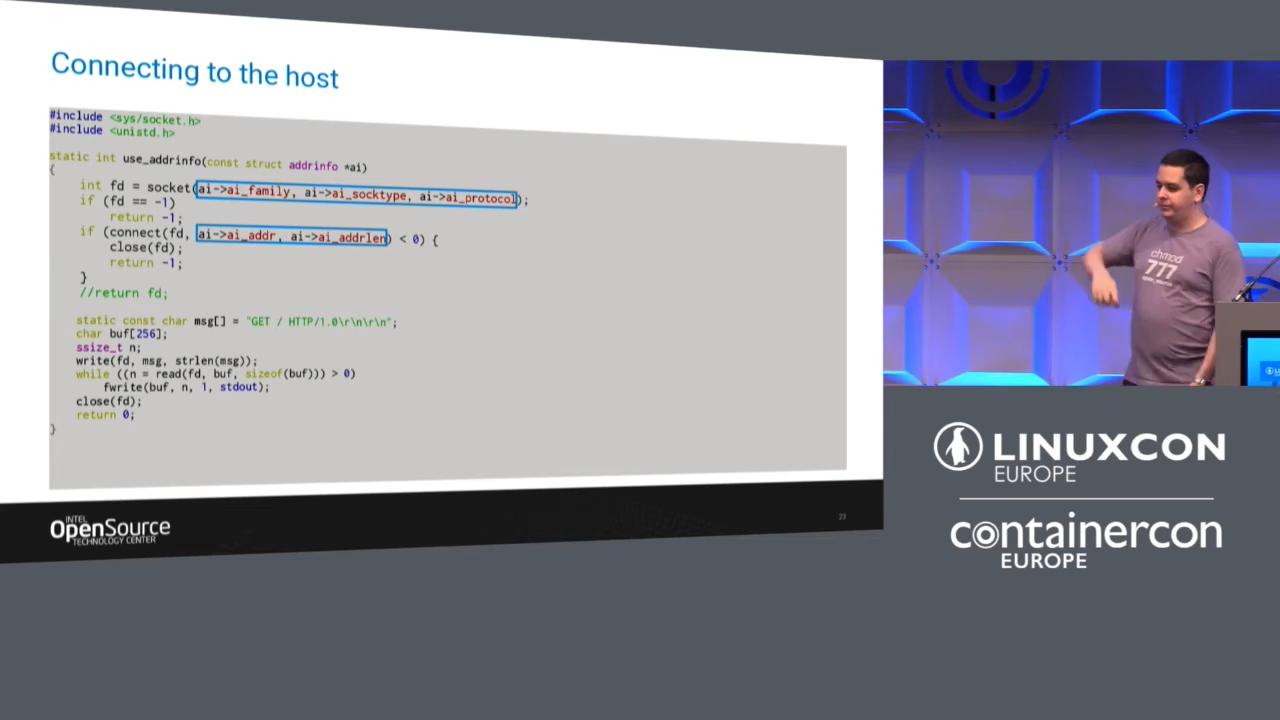 Connecting to the host
#include <sys/socket.h>
#include <unistd.h>
static int use_addrinfo(const struct addrinfo *ai)
{
int fd = socket(ai->ai_family, ai->ai_socktype, ai->ai_protocol);
if (fd == -1)
return -1;
if (connect(fd, ai->ai_addr, ai->ai_addrlen) < 0) {
close(fd);
return -1;
}
//return fd;
static const char msg[] = "GET / HTTP/1.0\r\n\r\n";
char buf[256];
ssize_t n;
write(fd, msg, strlen(msg));
while ((n = read(fd, buf, sizeof(buf))) > 0)
fwrite(buf, n, 1, stdout);
close(fd);
return 0;
}
INTEL
OpenSource
TECHNOLOGY CENTER
23
chmod
777
LINUXCON
EUROPE
containercon
EUROPE